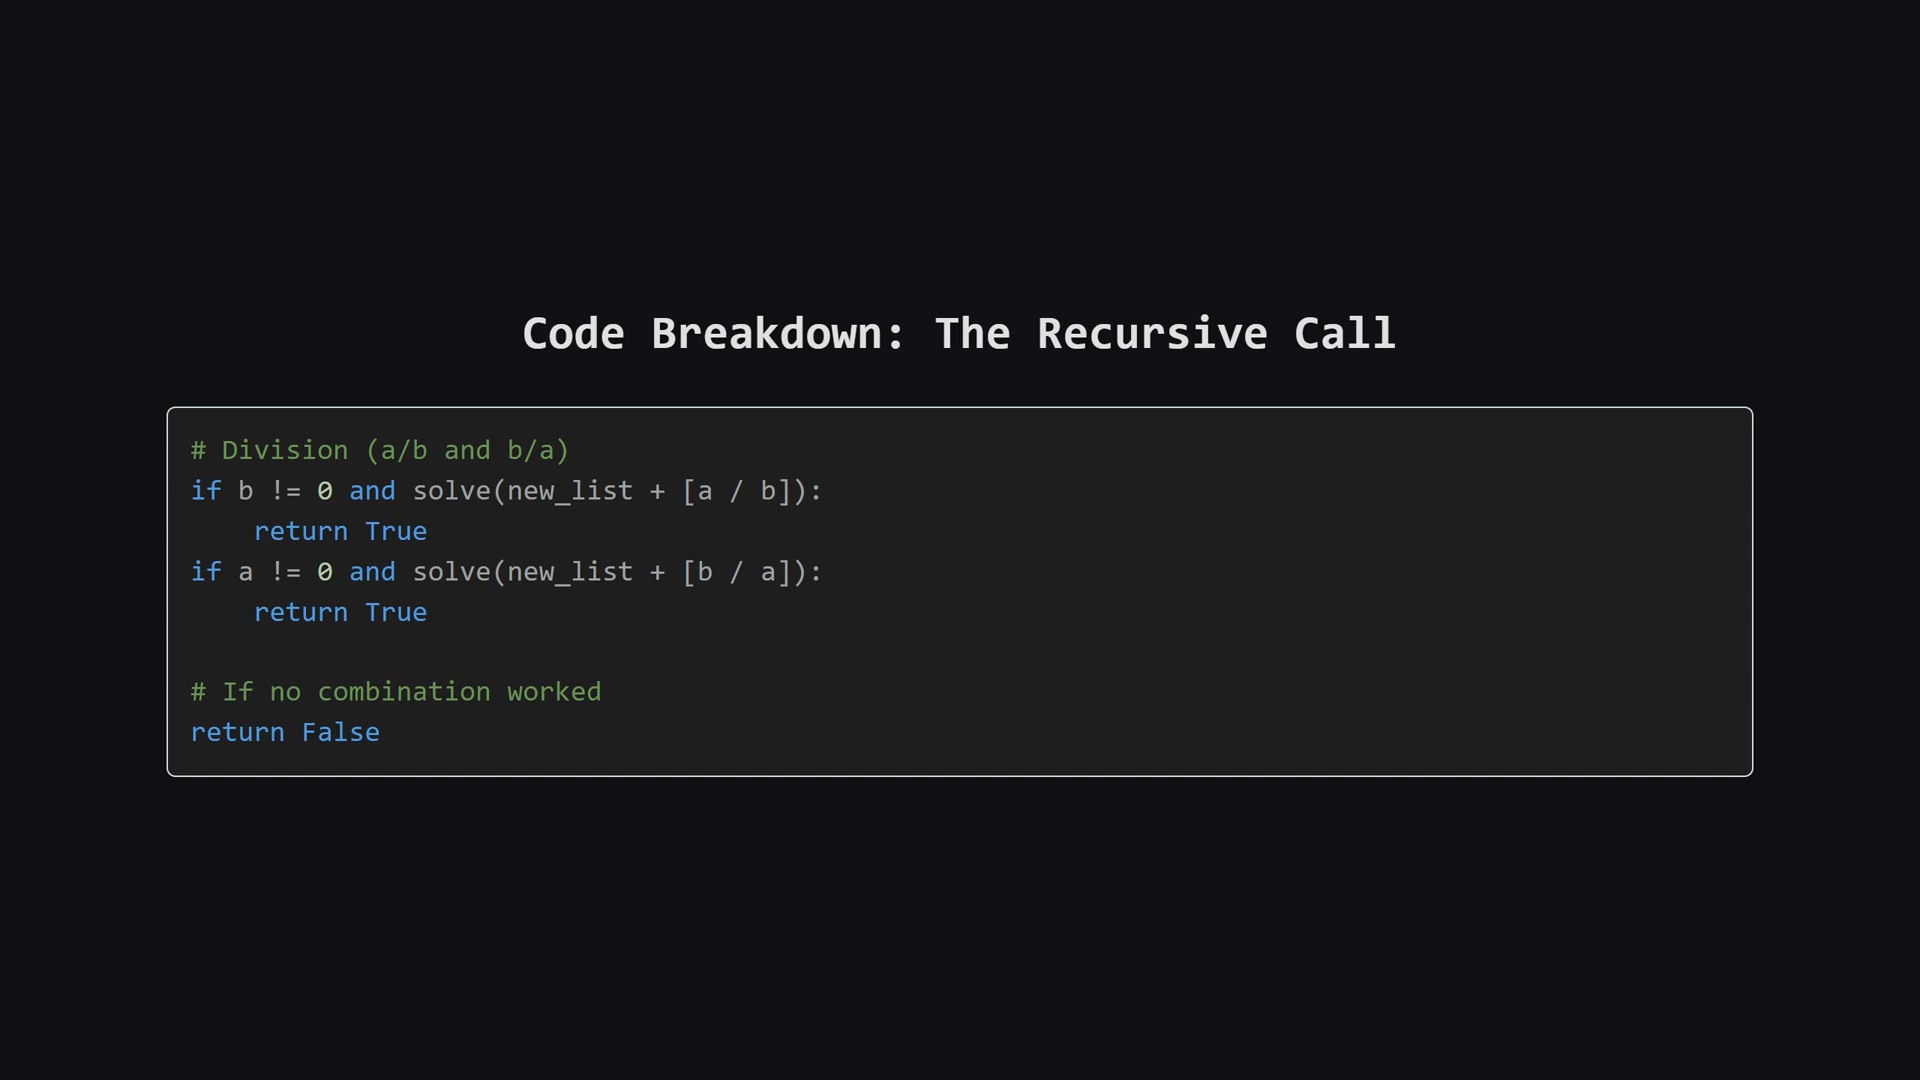 Code Breakdown: The Recursive Call
# Division (a/b and b/a)
if b != 0 and solve(new_list + [a / b]):
    return True
if a != 0 and solve(new_list + [b / a]):
    return True
# If no combination worked
return False